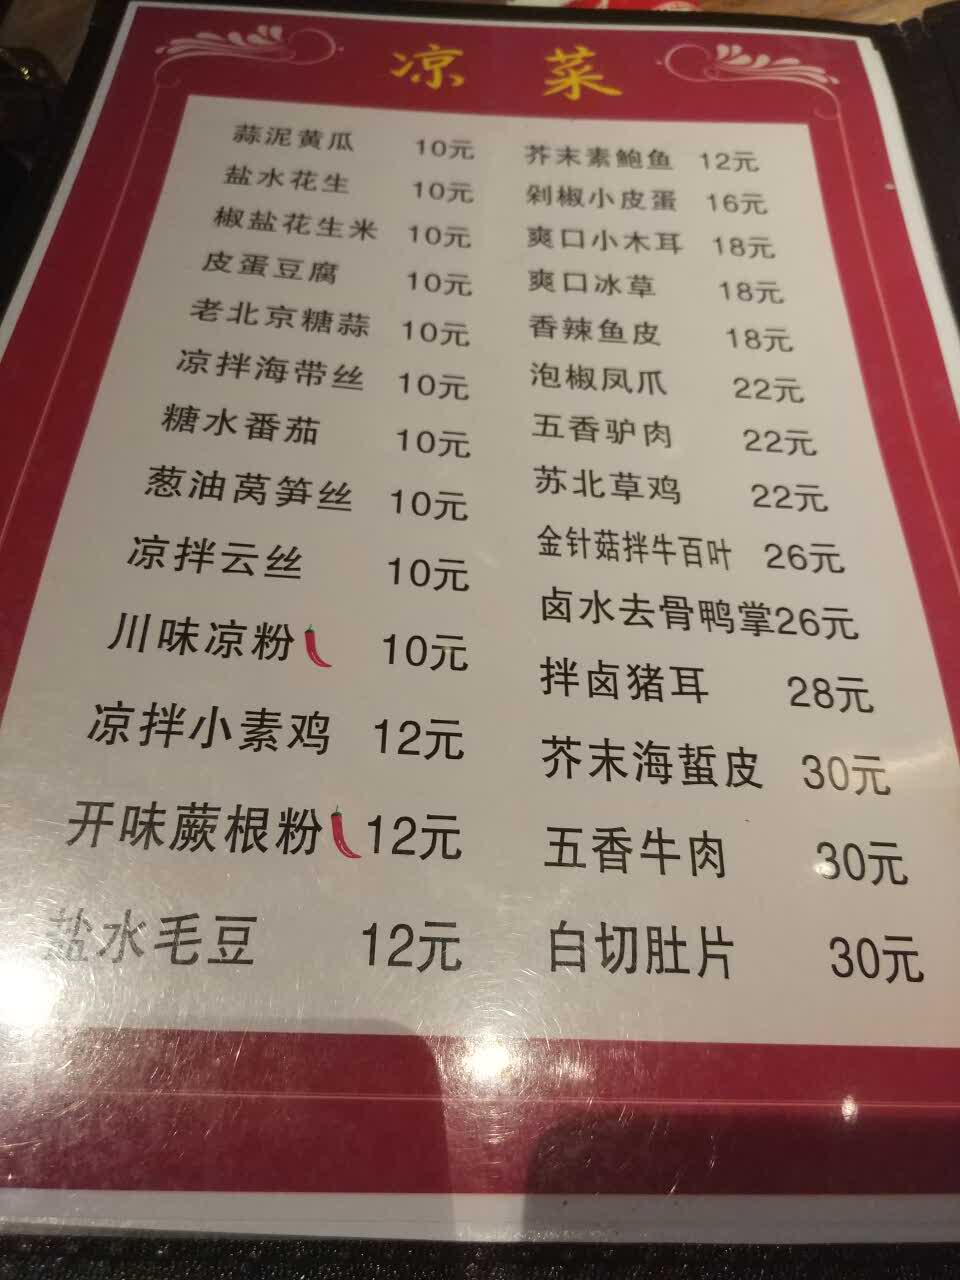 凉 菜
蒜泥黄瓜 10元
盐水花生 10元
椒盐花生米 10元
皮蛋豆腐 10元
老北京糖蒜 10元
凉拌海带丝 10元
糖水番茄 10元
葱油莴笋丝 10元
凉拌云丝 10元
川味凉粉 10元
凉拌小素鸡 12元
开味蕨根粉 12元
盐水毛豆 12元
芥末素鲍鱼 12元
剁椒小皮蛋 16元
爽口小木耳 18元
爽口冰草 18元
香辣鱼皮 18元
泡椒凤爪 22元
五香驴肉 22元
苏北草鸡 22元
金针菇拌牛百叶 26元
卤水去骨鸭掌 26元
拌卤猪耳 28元
芥末海蜇皮 30元
五香牛肉 30元
白切肚片 30元